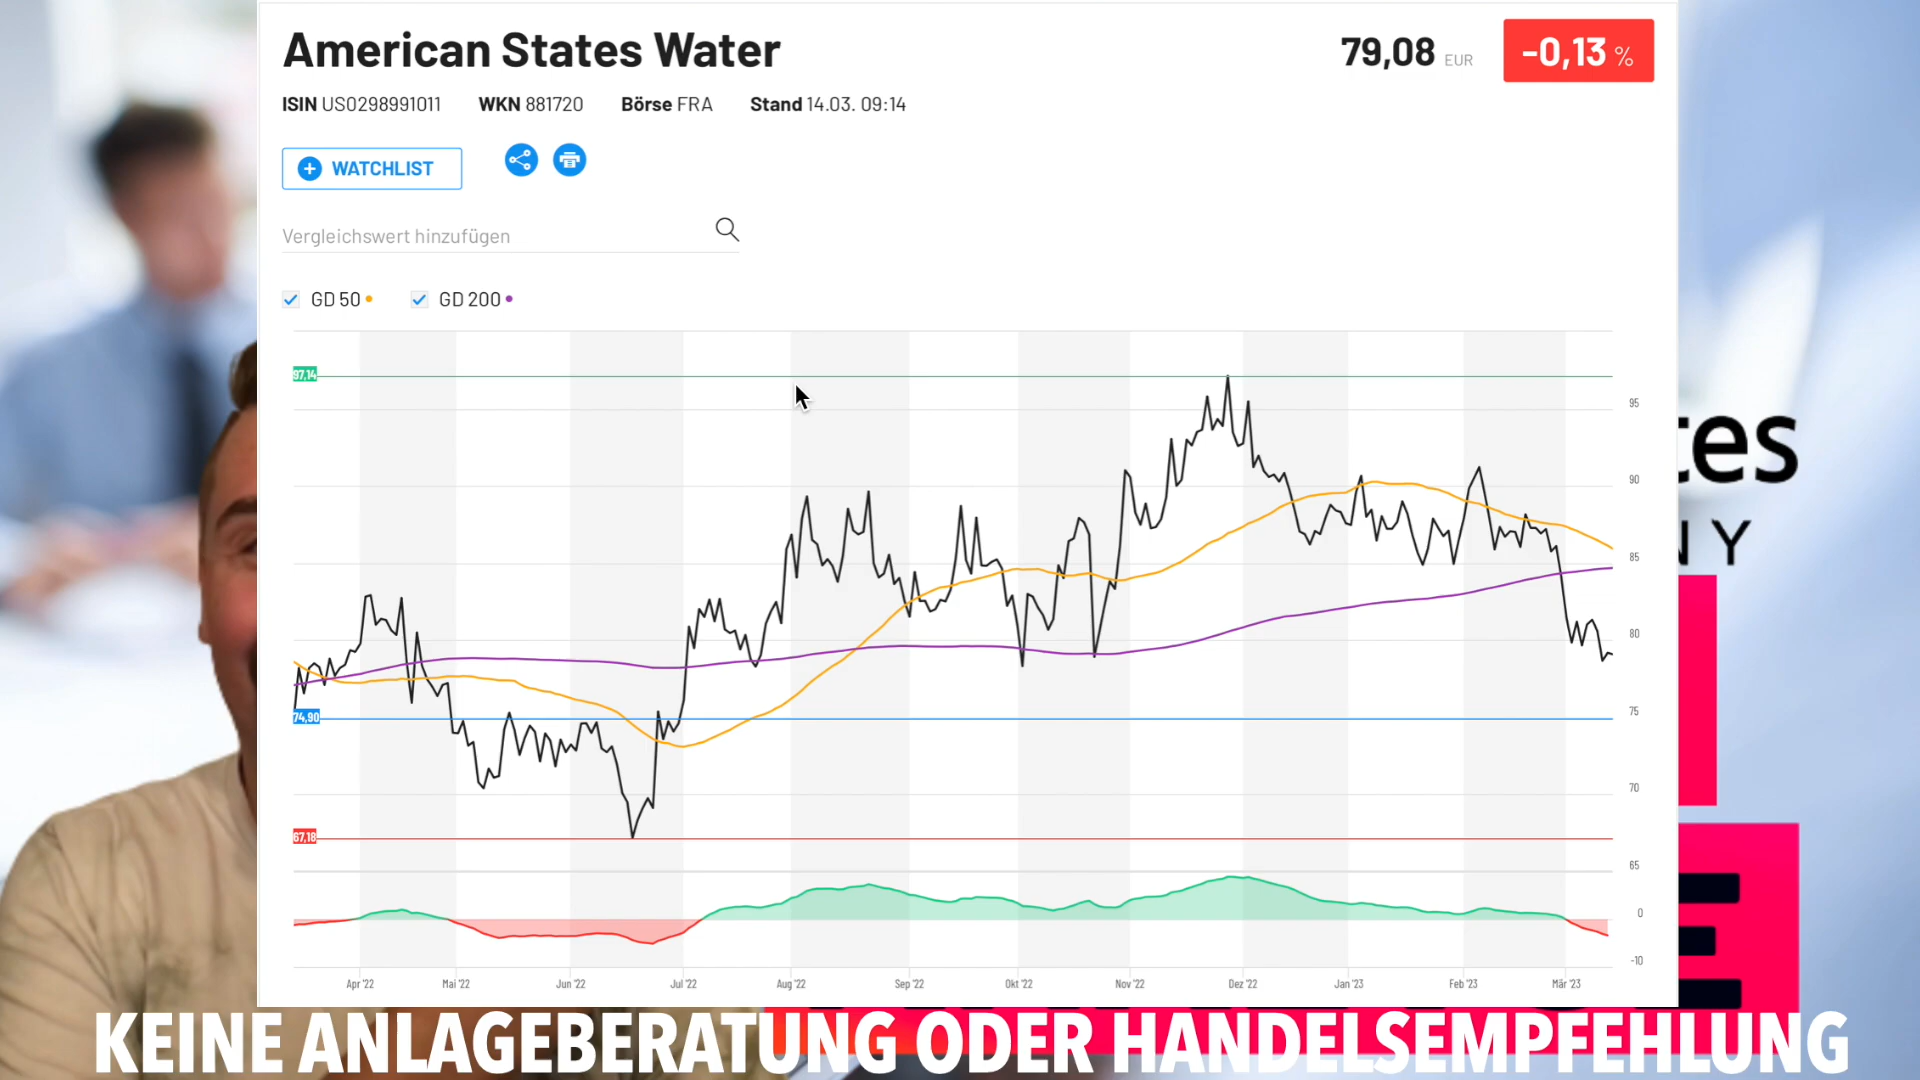 American States Water
79,08 EUR
-0,13 %
ISIN US0298991011 WKN 881720 Börse FRA Stand 14.03. 09:14
WATCHLIST
Vergleichswert hinzufügen
GD 50 GD 200
97,14
95
90
85
80
74,90
75
70
67,18
65
0
-10
Apr '22 Mai '22 Jun '22 Jul '22 Aug '22 Sep '22 Okt '22 Nov '22 Dez '22 Jan '23 Feb '23 Mär '23
tes
NY
E
KEINE ANLAGEBERATUNG ODER HANDELSEMPFEHLUNG